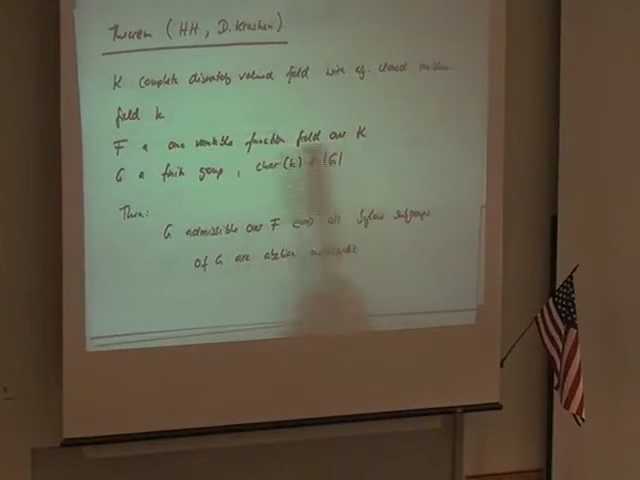 Theorem (HH, D. Krashen)
K complete discretely valued field with alg. closed residue
field k
F a one variable function field over K
G a finite group, char(k) ∤ |G|
Then:
G admissible over F ⟺ all Sylow subgroups
of G are abelian metacyclic